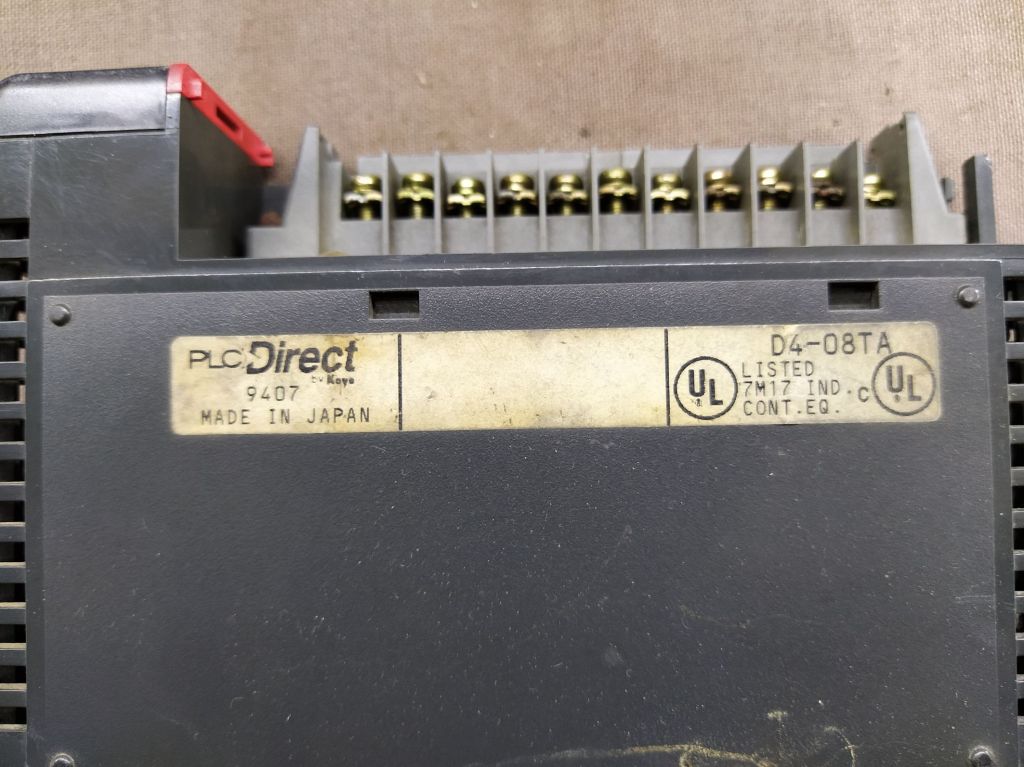 PLC Direct
by Koyo
9407
MADE IN JAPAN
D4-08TA
UL
LISTED
7M17 IND.
CONT.EQ.
c UL